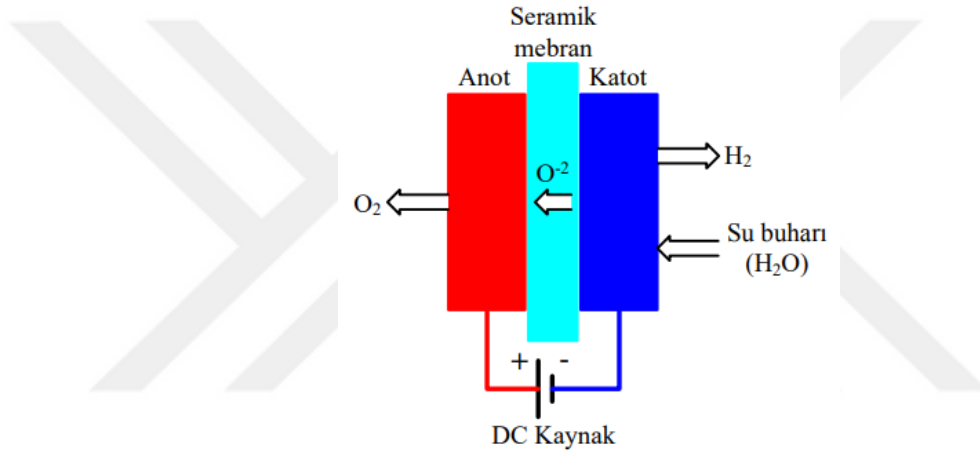 Seramik
mebran
Anot
Katot
O⁻²
H₂
O₂
Su buharı
(H₂O)
+ -
DC Kaynak